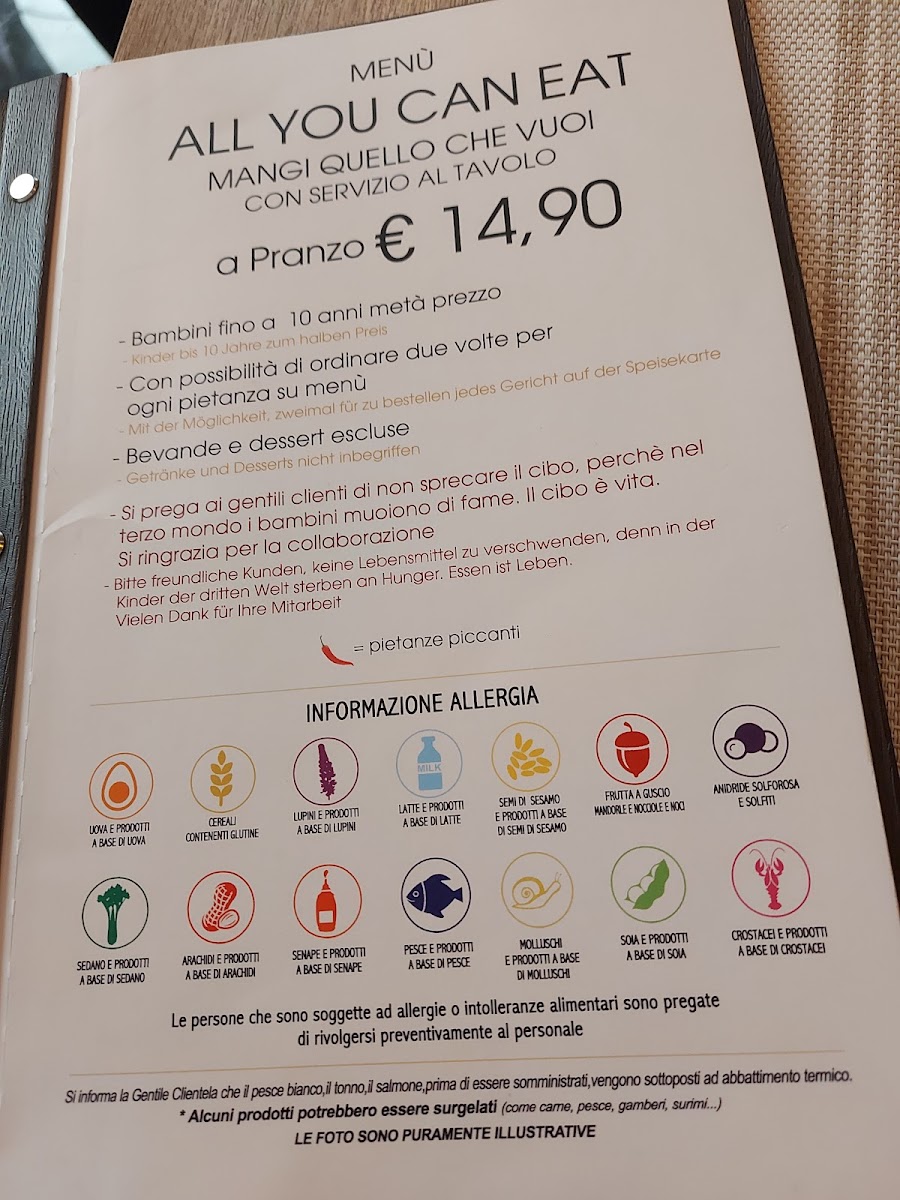 MENÙ
ALL YOU CAN EAT
MANGI QUELLO CHE VUOI
CON SERVIZIO AL TAVOLO
a Pranzo € 14,90
- Bambini fino a 10 anni metà prezzo
- Kinder bis 10 Jahre zum halben Preis
- Con possibilità di ordinare due volte per
ogni pietanza su menù
- Mit der Möglichkeit, zweimal für zu bestellen jedes Gericht auf der Speisekarte
- Bevande e dessert escluse
- Getränke und Desserts nicht inbegriffen
- Si prega ai gentili clienti di non sprecare il cibo, perchè nel
terzo mondo i bambini muoiono di fame. Il cibo è vita.
Si ringrazia per la collaborazione
- Bitte freundliche Kunden, keine Lebensmittel zu verschwenden, denn in der
Kinder der dritten Welt sterben an Hunger. Essen ist Leben.
Vielen Dank für Ihre Mitarbeit
= pietanze piccanti
INFORMAZIONE ALLERGIA
MILK
UOVA E PRODOTTI
A BASE DI UOVA
CEREALI
CONTENENTI GLUTINE
LUPINI E PRODOTTI
A BASE DI LUPINI
LATTE E PRODOTTI
A BASE DI LATTE
SEMI DI SESAMO
E PRODOTTI A BASE
DI SEMI DI SESAMO
FRUTTA A GUSCIO
MANDORLE E NOCCIOLE E NOCI
ANIDRIDE SOLFOROSA
E SOLFITI
SEDANO E PRODOTTI
A BASE DI SEDANO
ARACHIDI E PRODOTTI
A BASE DI ARACHIDI
SENAPE E PRODOTTI
A BASE DI SENAPE
PESCE E PRODOTTI
A BASE DI PESCE
MOLLUSCHI
E PRODOTTI A BASE
DI MOLLUSCHI
SOIA E PRODOTTI
A BASE DI SOIA
CROSTACEI E PRODOTTI
A BASE DI CROSTACEI
Le persone che sono soggette ad allergie o intolleranze alimentari sono pregate
di rivolgersi preventivamente al personale
Si informa la Gentile Clientela che il pesce bianco,il tonno,il salmone,prima di essere somministrati,vengono sottoposti ad abbattimento termico.
* Alcuni prodotti potrebbero essere surgelati (come carne, pesce, gamberi, surimi...)
LE FOTO SONO PURAMENTE ILLUSTRATIVE